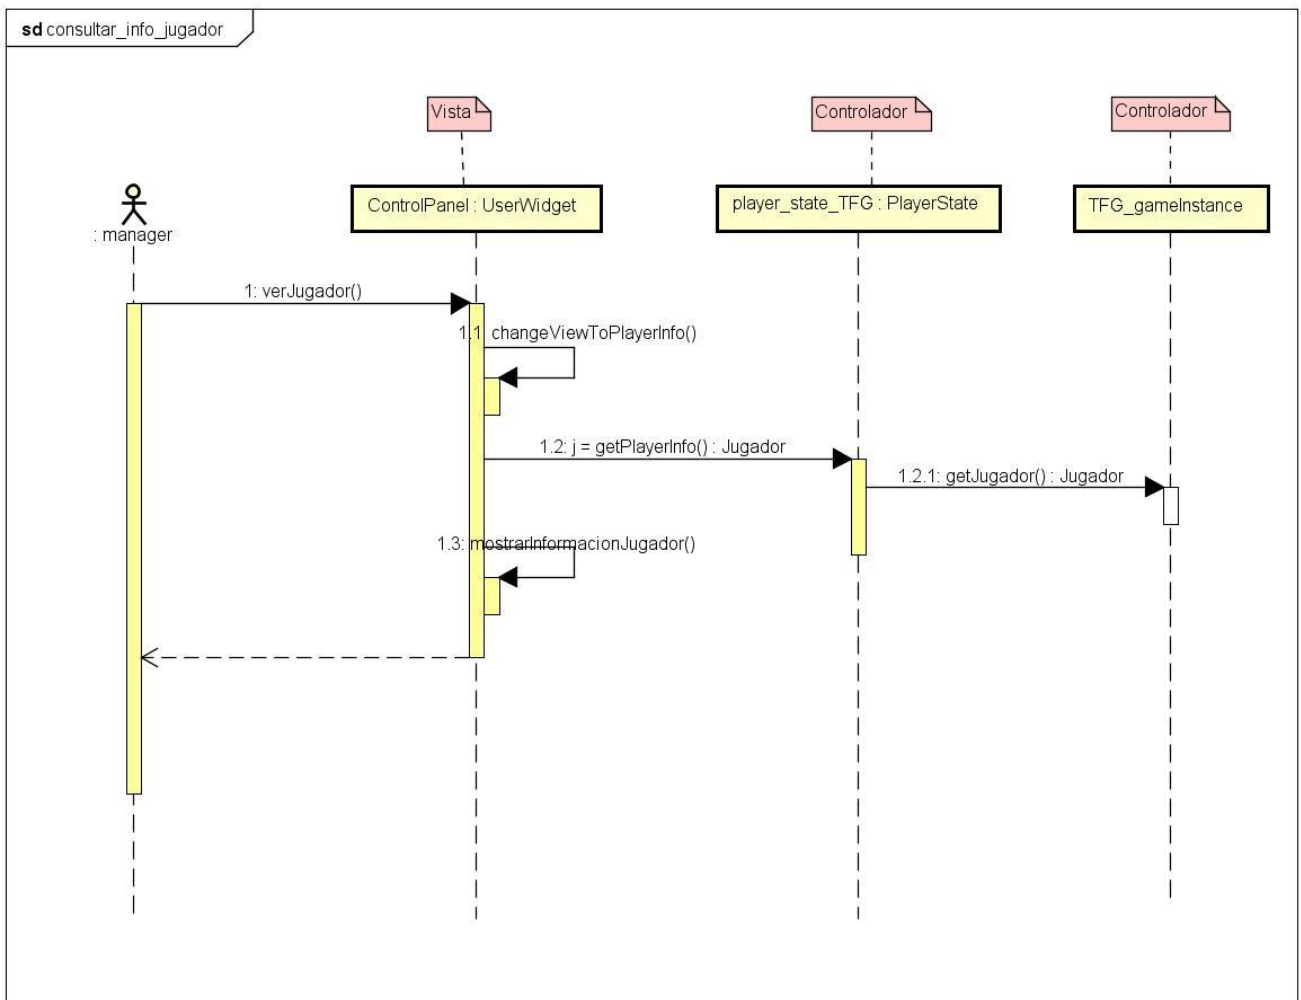 sd consultar_info_jugador
Vista
Controlador
Controlador
: manager
ControlPanel : UserWidget
player_state_TFG : PlayerState
TFG_gameInstance
1: verJugador()
1.1: changeViewToPlayerInfo()
1.2: j = getPlayerInfo() : Jugador
1.2.1: getJugador() : Jugador
1.3: mostrarInformacionJugador()